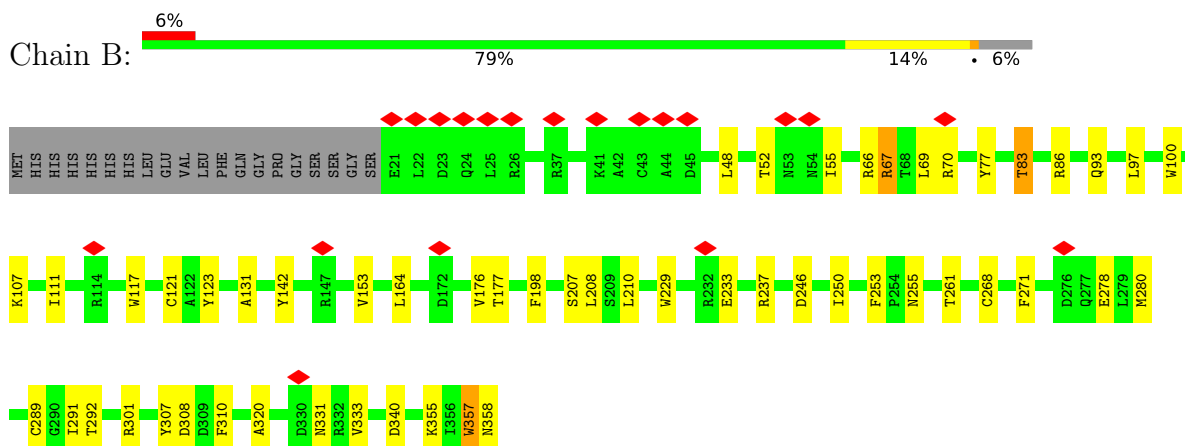 6%
Chain B:
79% 14% • 6%
MET HIS HIS HIS HIS HIS HIS LEU GLU VAL LEU PHE GLN GLY PRO GLY SER SER GLY SER E21 L22 D23 Q24 L25 R26 R37 K41 A42 C43 A44 D45 L48 T52 N53 N54 I55 R66 R67 T68 L69 R70 Y77 T83 R86 Q93 L97 W100
K107 I111 R114 W117 C121 A122 Y123 A131 Y142 R147 V153 L164 D172 V176 T177 F198 S207 L208 S209 L210 W229 R232 E233 R237 D246 I250 F253 P254 N255 T261 C268 F271 D276 Q277 E278 L279 M280
C289 G290 I291 T292 R301 Y307 D308 D309 F310 A320 D330 N331 R332 V333 D340 K355 I356 W357 N358